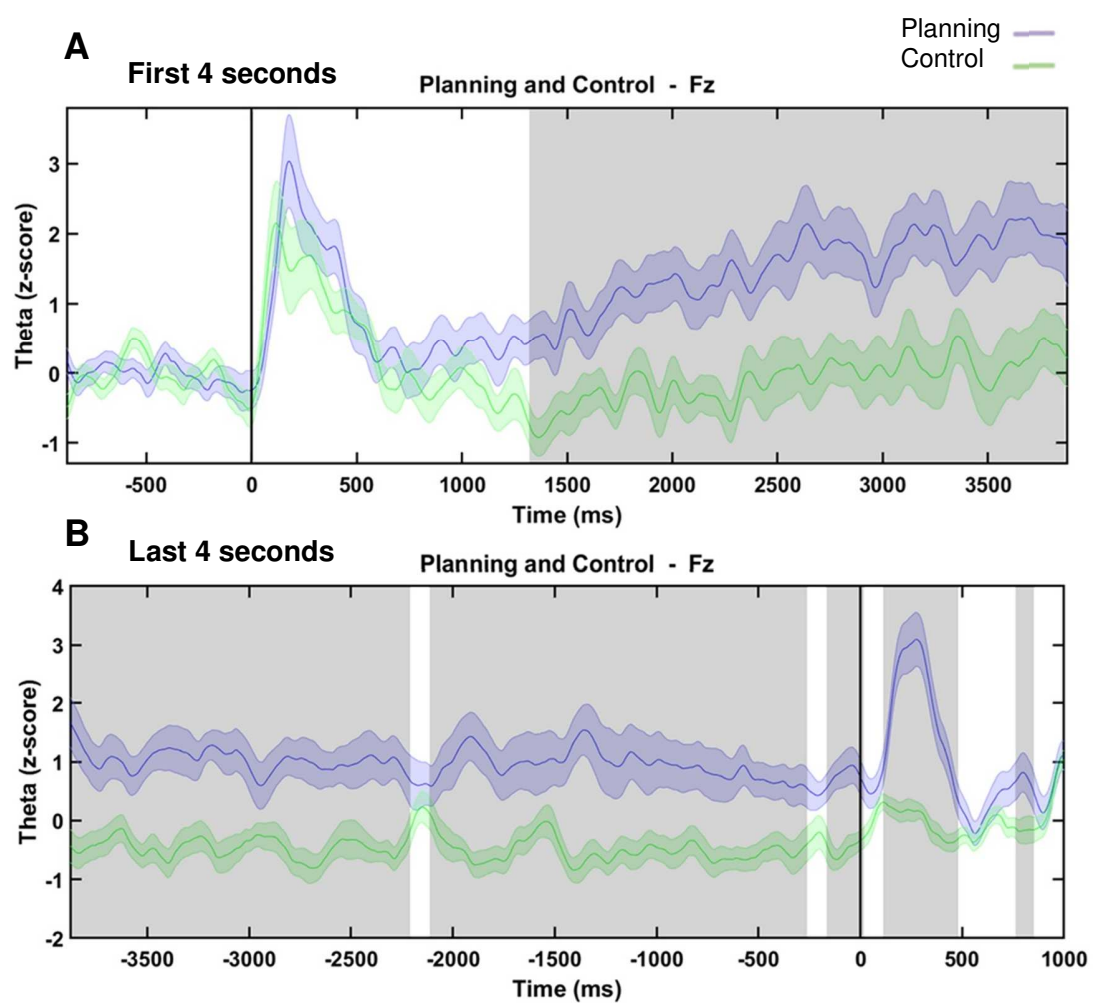 Planning
Control
A
First 4 seconds
Planning and Control - Fz
Theta (z-score)
3
2
1
0
-1
-500 0 500 1000 1500 2000 2500 3000 3500
Time (ms)
B
Last 4 seconds
Planning and Control - Fz
Theta (z-score)
4
3
2
1
0
-1
-2
-3500 -3000 -2500 -2000 -1500 -1000 -500 0 500 1000
Time (ms)